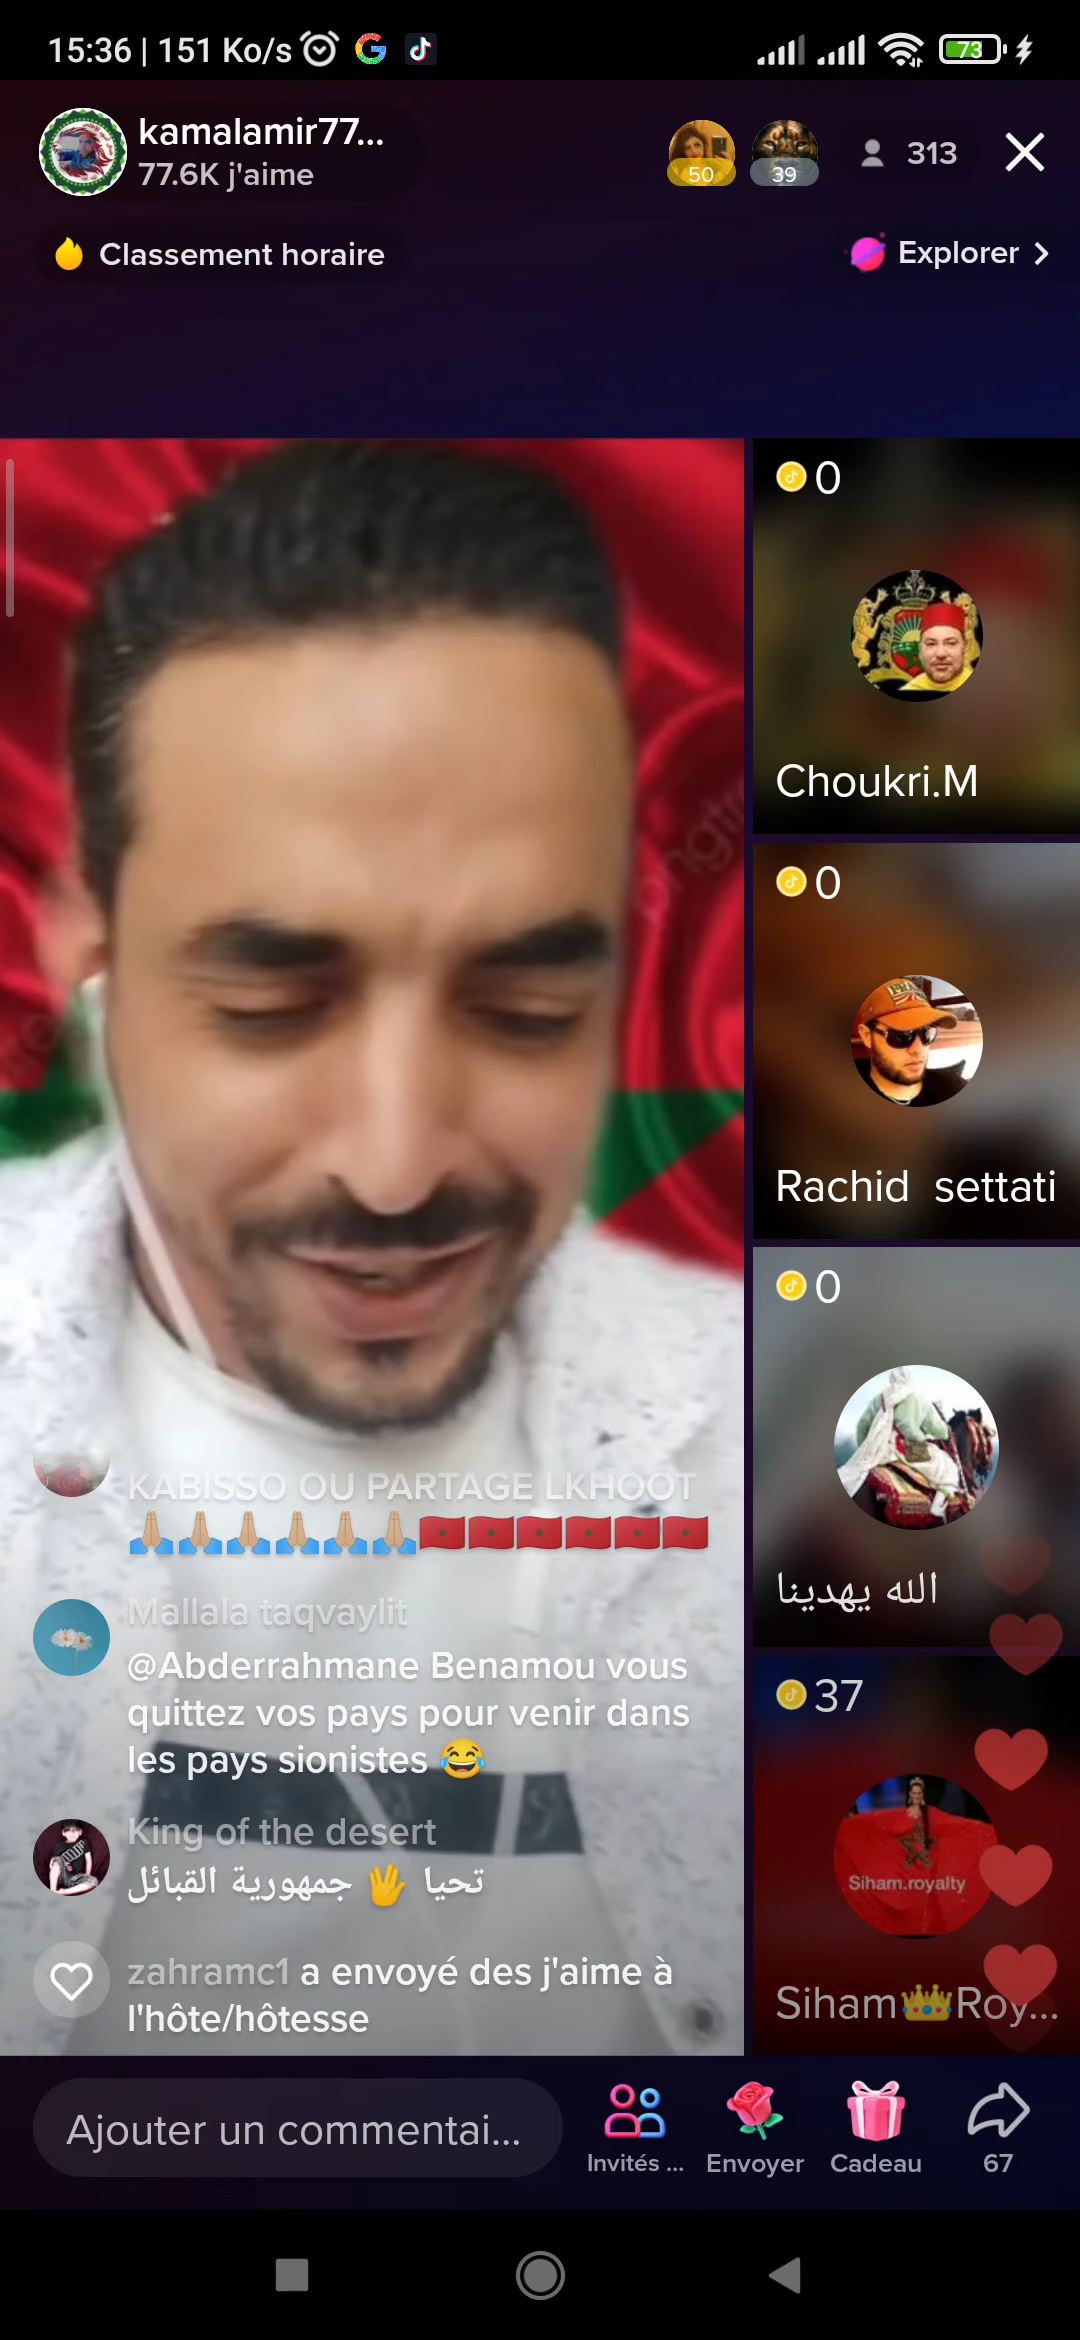 15:36 | 151 Ko/s
73
kamalamir77...
77.6K j'aime
50
39
313
Classement horaire
Explorer
0
Choukri.M
0
Rachid settati
0
الله يهدينا
37
Siham.royalty
Siham👑Roy...
KABISSO OU PARTAGE LKHOOT
🙏🏼🙏🏼🙏🏼🙏🏼🙏🏼🙏🏼🇲🇦🇲🇦🇲🇦🇲🇦🇲🇦🇲🇦
Mallala taqvaylit
@Abderrahmane Benamou vous
quittez vos pays pour venir dans
les pays sionistes 😂
King of the desert
تحيا 🖖 جمهورية القبائل
zahramc1 a envoyé des j'aime à
l'hôte/hôtesse
Ajouter un commentai...
Invités ...
Envoyer
Cadeau
67